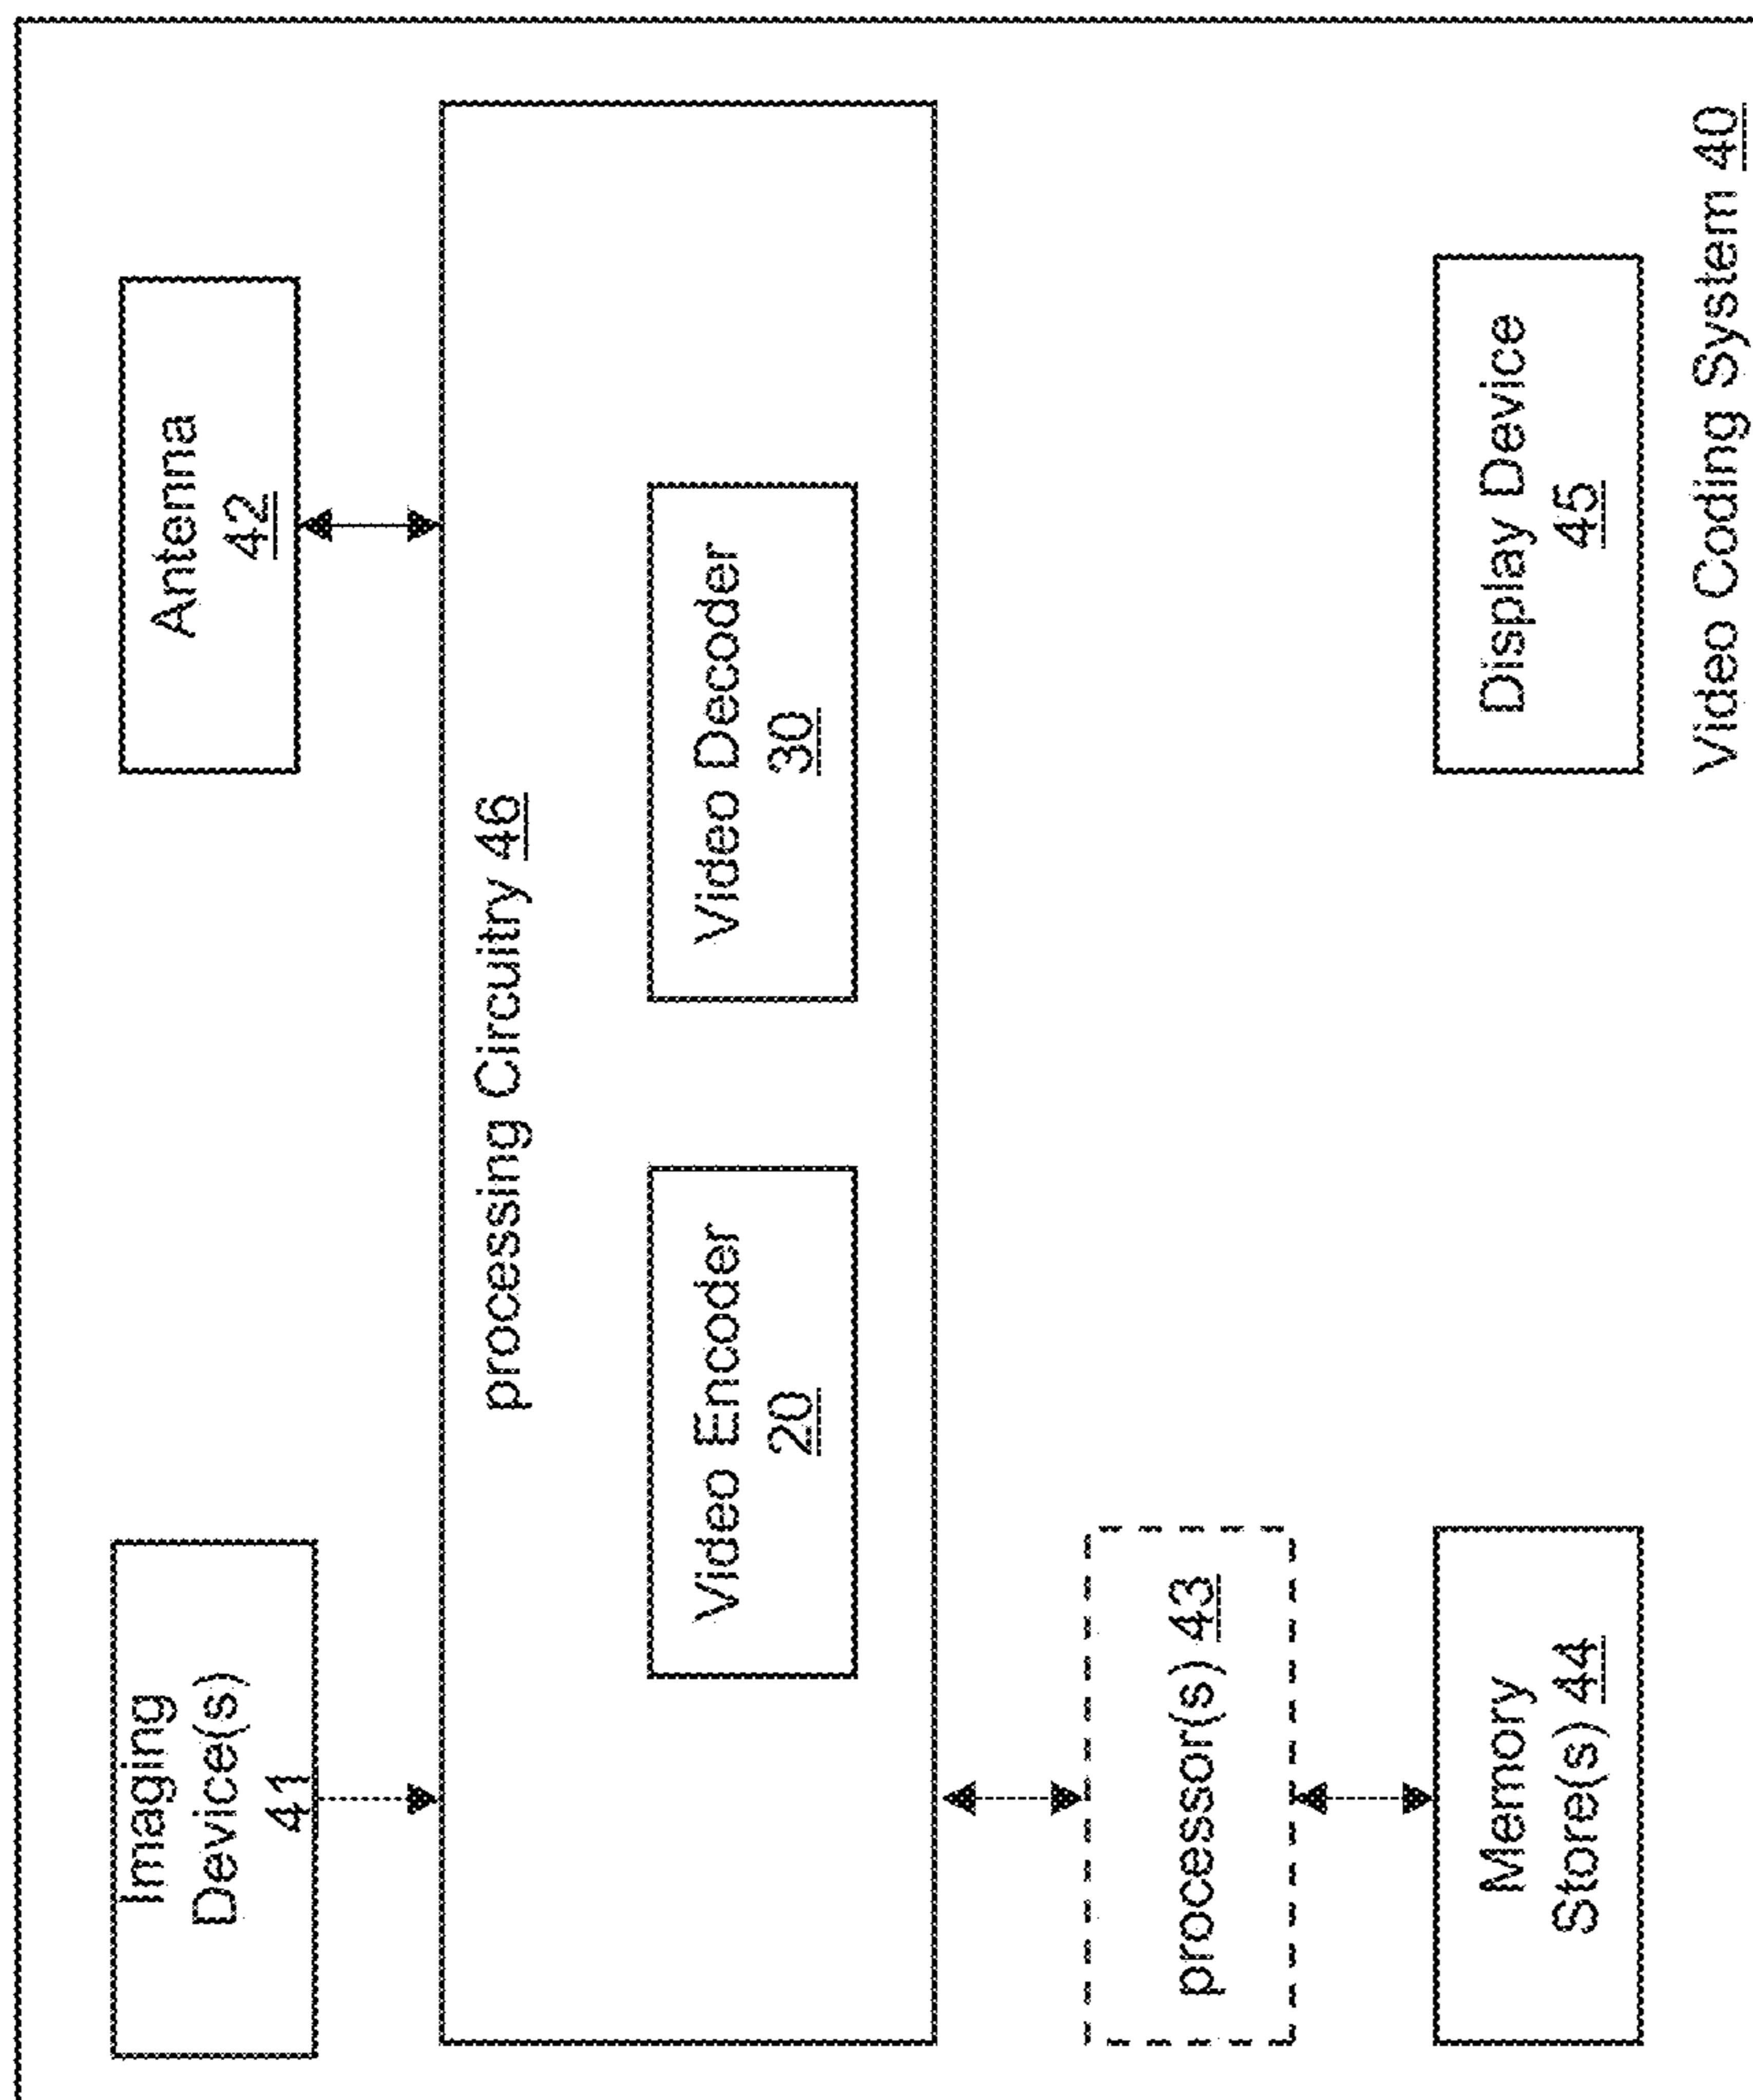 Imaging
Device(s)
41
Antenna
42
processing Circuitry 46
Video Encoder
20
Video Decoder
30
processor(s) 43
Memory
Store(s) 44
Display Device
45
Video Coding System 40